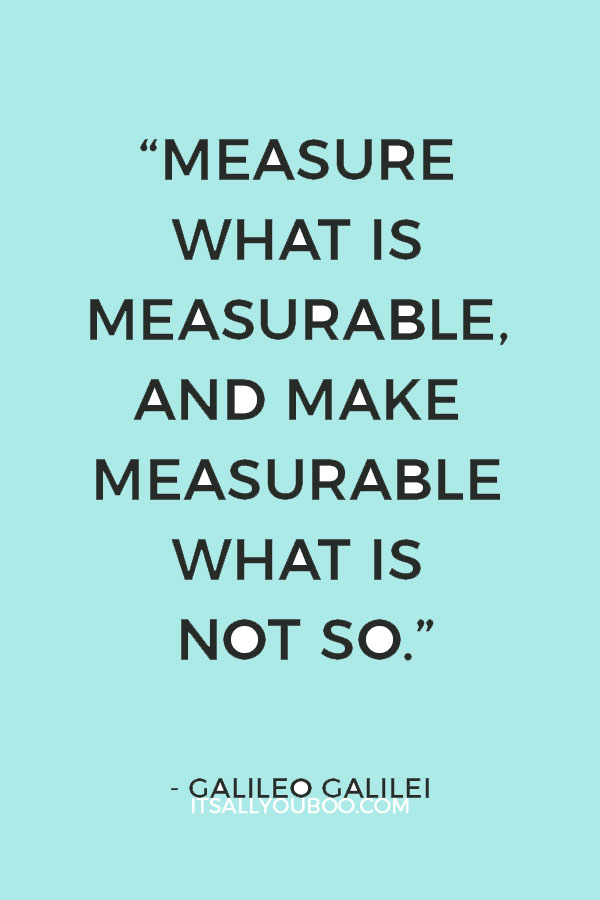 “MEASURE
WHAT IS
MEASURABLE,
AND MAKE
MEASURABLE
WHAT IS
NOT SO.”
- GALILEO GALILEI
ITSALLYOUBOO.COM